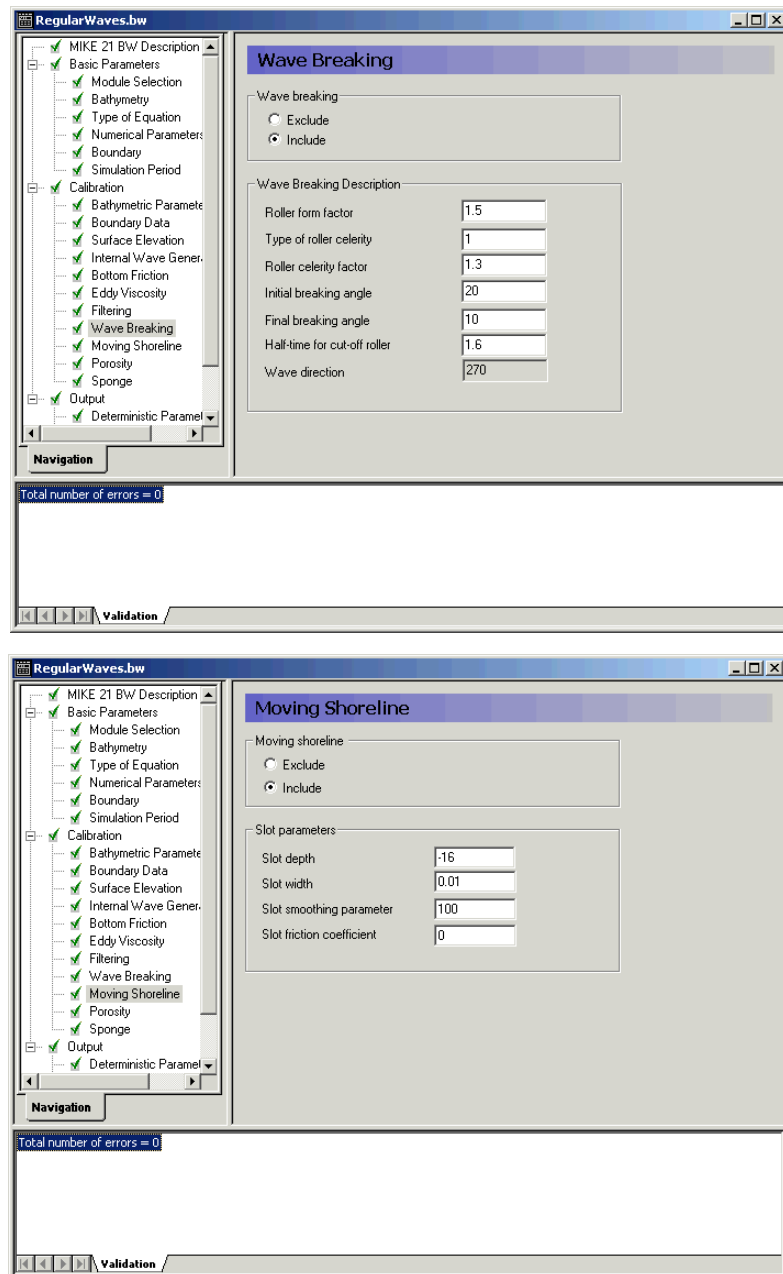 RegularWaves.bw
MIKE 21 BW Description
Basic Parameters
Module Selection
Bathymetry
Type of Equation
Numerical Parameters
Boundary
Simulation Period
Calibration
Bathymetric Paramete
Boundary Data
Surface Elevation
Internal Wave Gener
Bottom Friction
Eddy Viscosity
Filtering
Wave Breaking
Moving Shoreline
Porosity
Sponge
Output
Deterministic Paramet
Navigation
Wave Breaking
Wave breaking
Exclude
Include
Wave Breaking Description
Roller form factor 1.5
Type of roller celerity 1
Roller celerity factor 1.3
Initial breaking angle 20
Final breaking angle 10
Half-time for cut-off roller 1.6
Wave direction 270
Total number of errors = 0
Validation
RegularWaves.bw
MIKE 21 BW Description
Basic Parameters
Module Selection
Bathymetry
Type of Equation
Numerical Parameters
Boundary
Simulation Period
Calibration
Bathymetric Paramete
Boundary Data
Surface Elevation
Internal Wave Gener
Bottom Friction
Eddy Viscosity
Filtering
Wave Breaking
Moving Shoreline
Porosity
Sponge
Output
Deterministic Paramet
Navigation
Moving Shoreline
Moving shoreline
Exclude
Include
Slot parameters
Slot depth -16
Slot width 0.01
Slot smoothing parameter 100
Slot friction coefficient 0
Total number of errors = 0
Validation